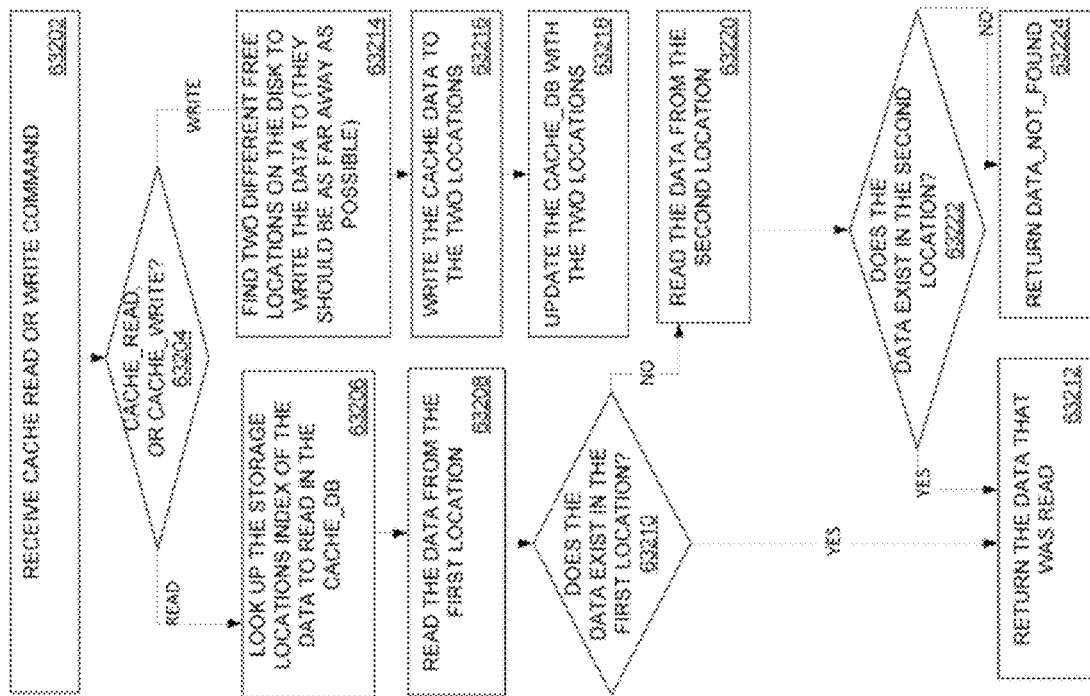 RECEIVE CACHE READ OR WRITE COMMAND
63202
CACHE_READ,
OR CACHE_WRITE?
63204
READ
WRITE
LOOK UP THE STORAGE
LOCATIONS INDEX OF THE
DATA TO READ IN THE
CACHE_DB
63206
READ THE DATA FROM THE
FIRST LOCATION
63208
DOES THE
DATA EXIST IN THE
FIRST LOCATION?
63210
YES
NO
RETURN THE DATA THAT
WAS READ
63212
FIND TWO DIFFERENT FREE
LOCATIONS ON THE DISK TO
WRITE THE DATA TO (THEY
SHOULD BE AS FAR AWAY AS
POSSIBLE)
63214
WRITE THE CACHE DATA TO
THE TWO LOCATIONS
63216
UPDATE THE CACHE_DB WITH
THE TWO LOCATIONS
63218
READ THE DATA FROM THE
SECOND LOCATION
63220
DOES THE
DATA EXIST IN THE SECOND
LOCATION?
63222
YES
NO
RETURN DATA_NOT_FOUND
63224